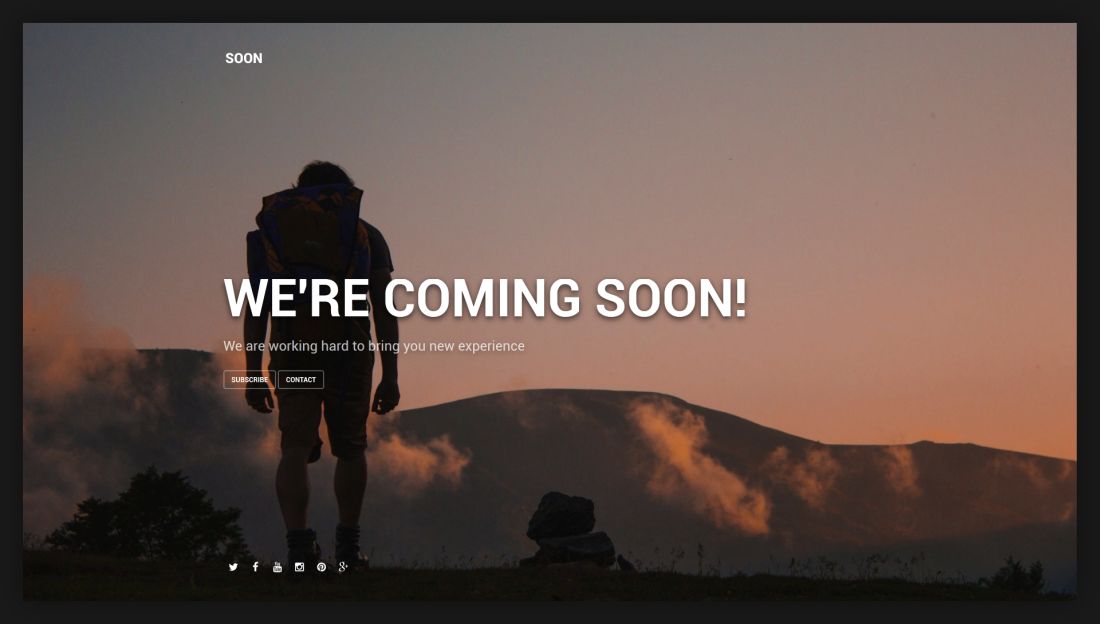 SOON
WE'RE COMING SOON!
We are working hard to bring you new experience
SUBSCRIBE CONTACT